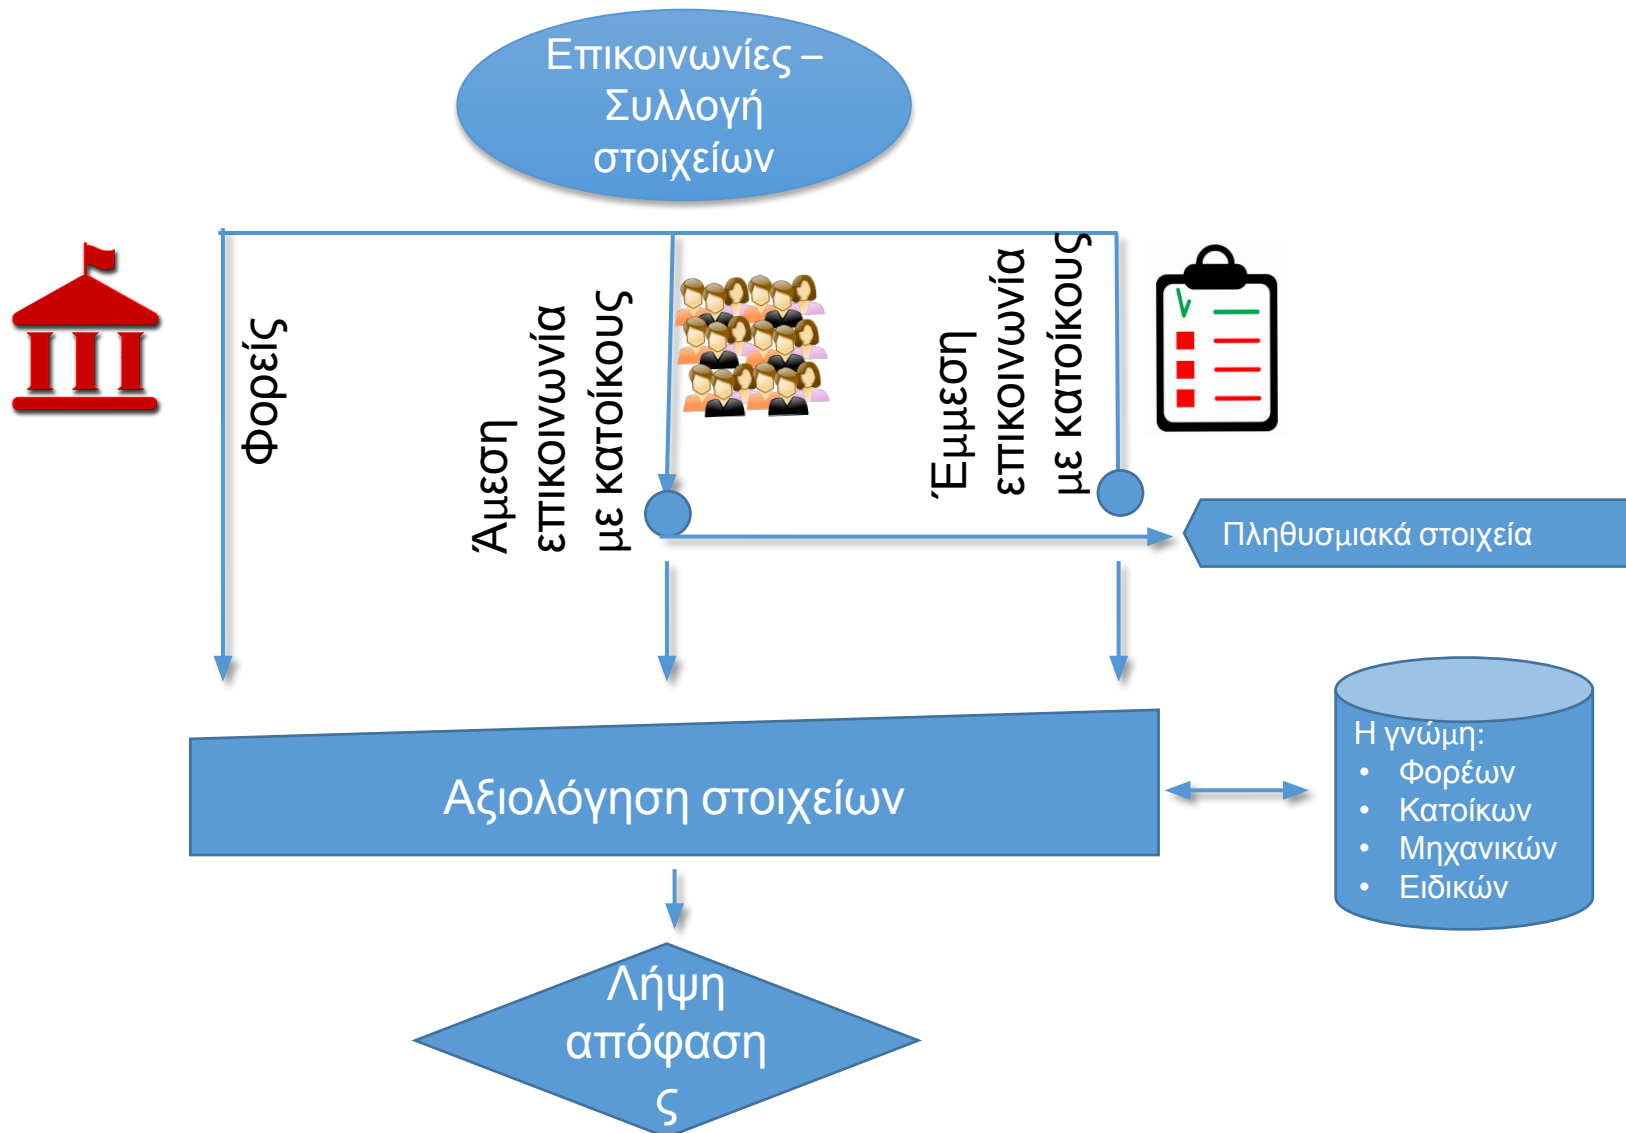 Επικοινωνίες –
Συλλογή
στοιχείων
Φορείς
Άμεση
επικοινωνία
με κατοίκους
Έμμεση
επικοινωνία
με κατοίκους
Πληθυσμιακά στοιχεία
Αξιολόγηση στοιχείων
Η γνώμη:
• Φορέων
• Κατοίκων
• Μηχανικών
• Ειδικών
Λήψη
απόφαση
ς